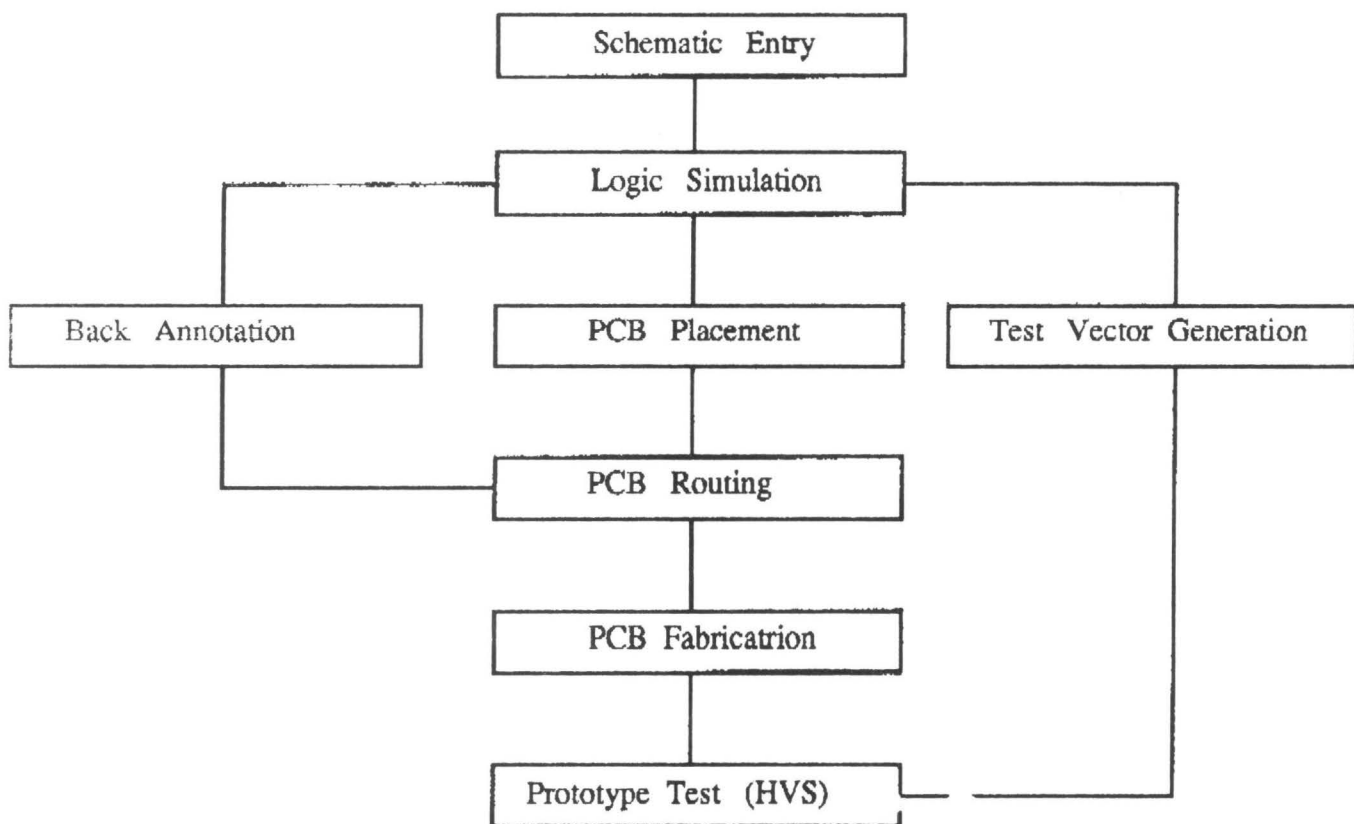 Schematic Entry
Logic Simulation
Back Annotation
PCB Placement
Test Vector Generation
PCB Routing
PCB Fabricatrion
Prototype Test (HVS)